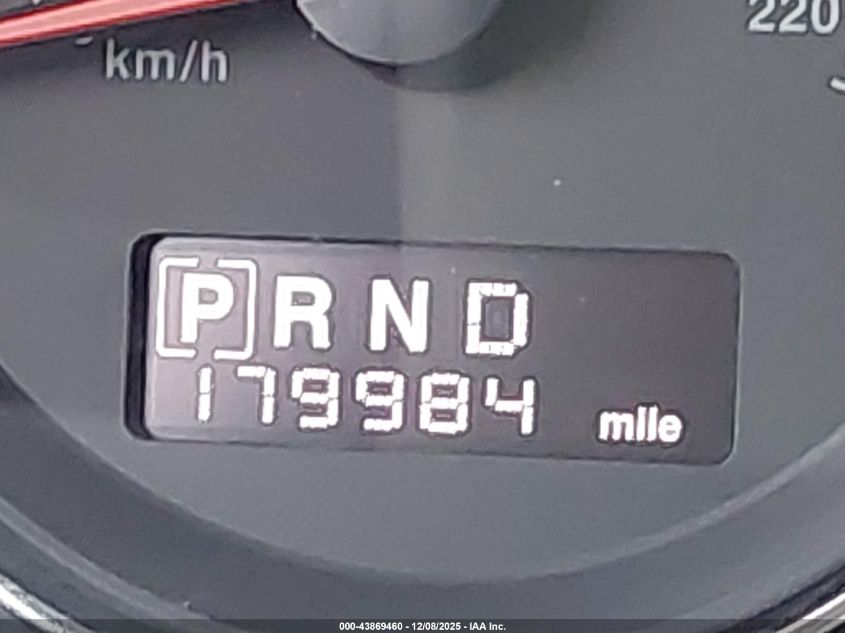 220
km/h
[P] R N D
179984 mile
000-43869460 - 12/08/2025 - IAA Inc.